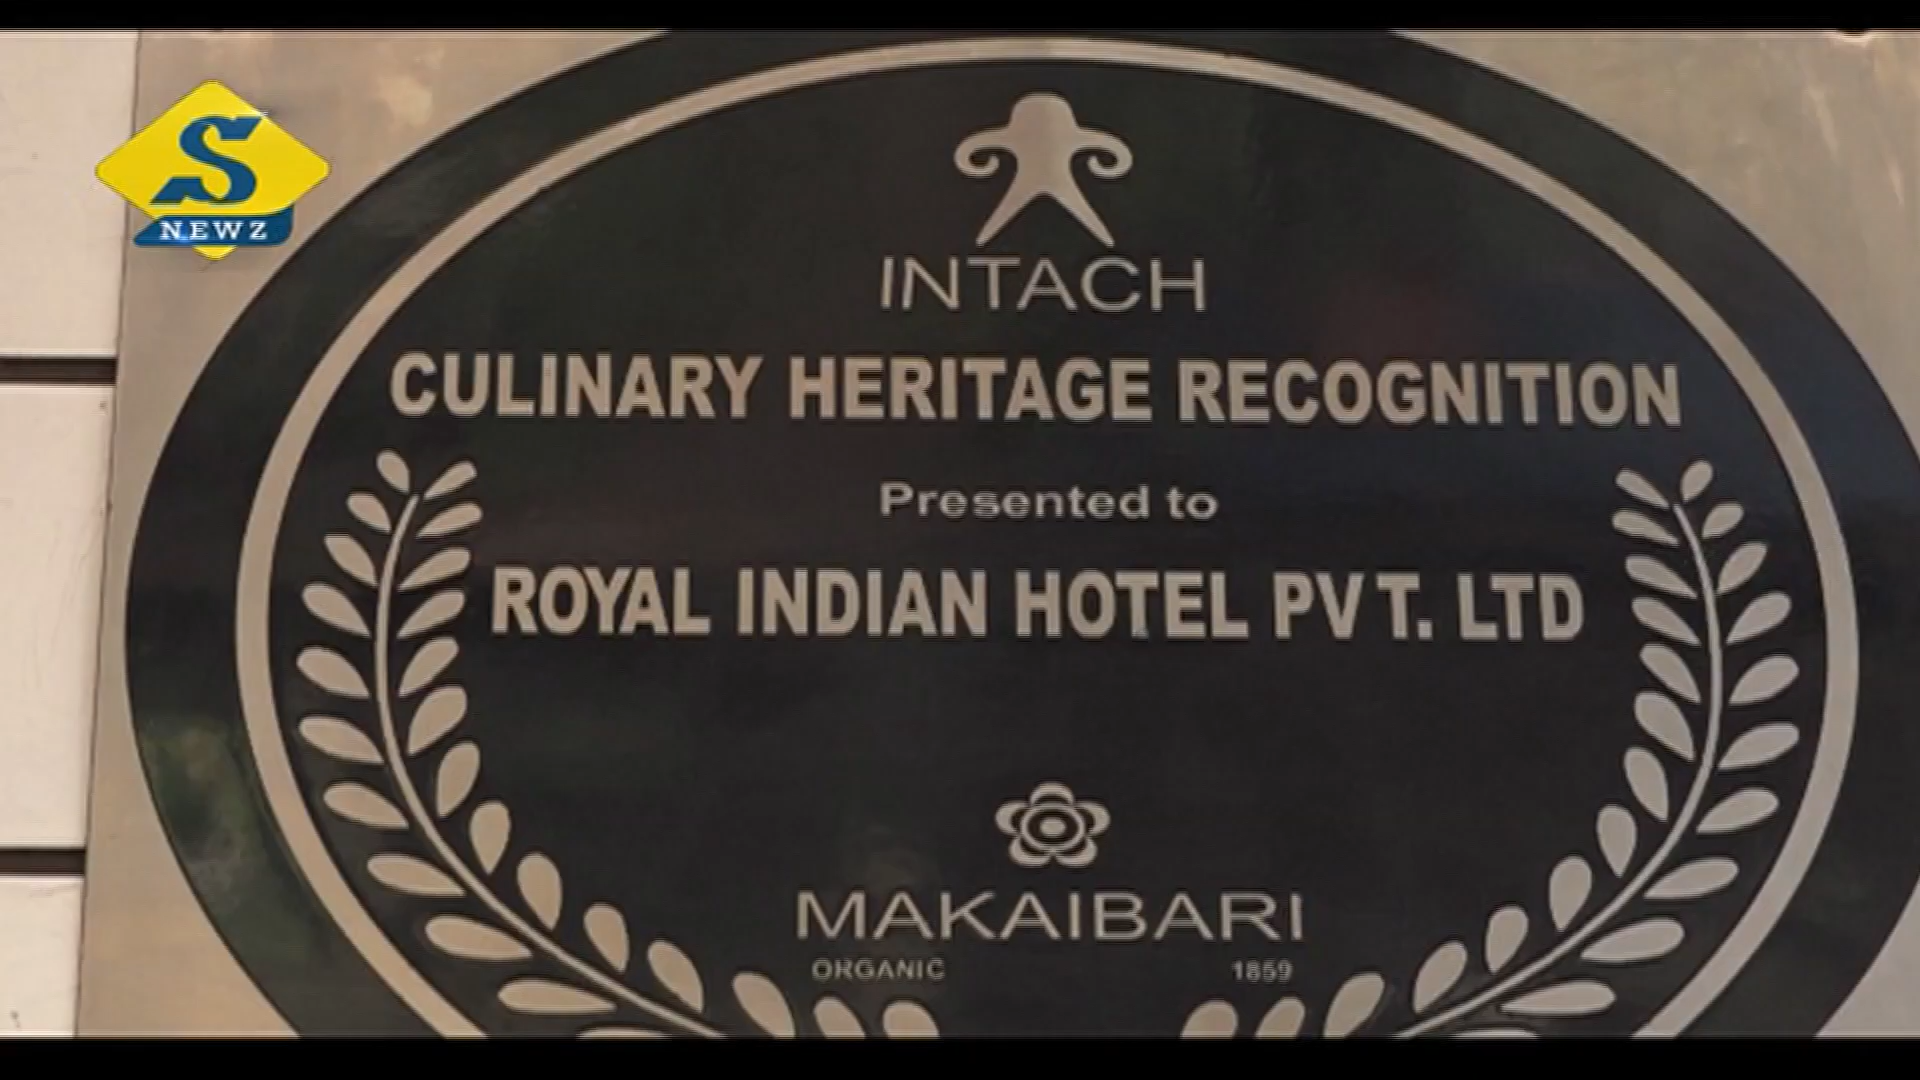 S
NEWZ
INTACH
CULINARY HERITAGE RECOGNITION
Presented to
ROYAL INDIAN HOTEL PVT. LTD
MAKAIBARI
ORGANIC 1859